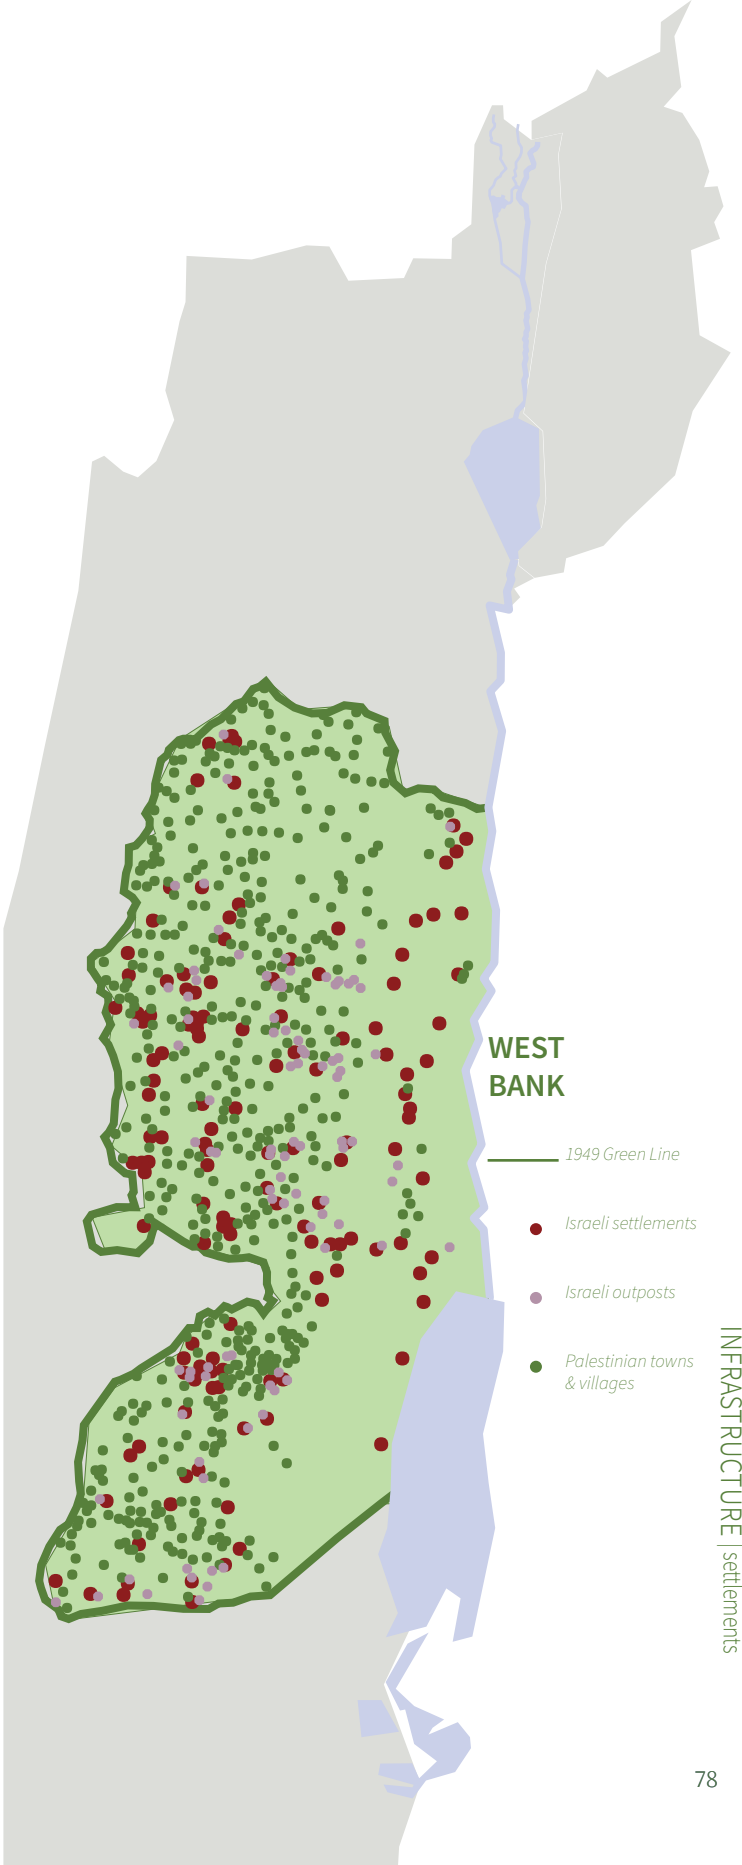 WEST
BANK
1949 Green Line
Israeli settlements
Israeli outposts
Palestinian towns
& villages
INFRASTRUCTURE | settlements
78